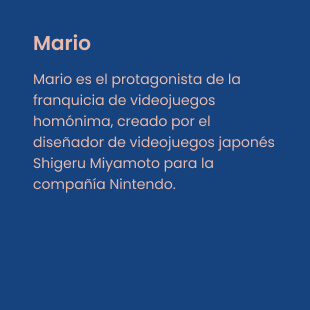 Mario
Mario es el protagonista de la
franquicia de videojuegos
homónima, creado por el
diseñador de videojuegos japonés
Shigeru Miyamoto para la
compañía Nintendo.